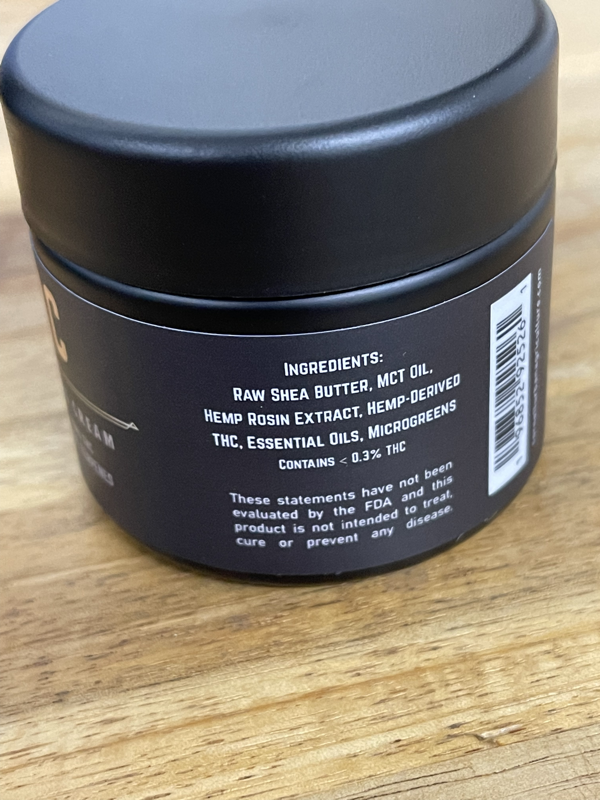 C
CREAM
INGREDIENTS:
RAW SHEA BUTTER, MCT OIL,
HEMP ROSIN EXTRACT, HEMP-DERIVED
THC, ESSENTIAL OILS, MICROGREENS
CONTAINS < 0.3% THC
These statements have not been
evaluated by the FDA and this
product is not intended to treat,
cure or prevent any disease.